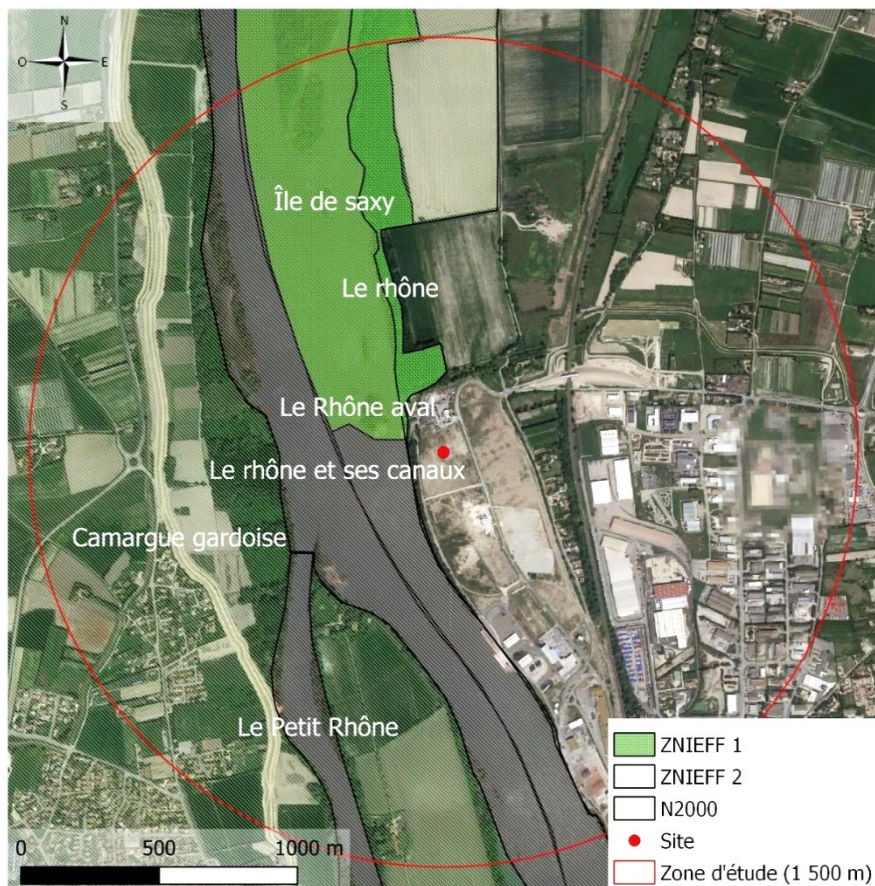 N
O E
S
Île de saxy
Le rhône
Le Rhône aval
Le rhône et ses canaux
Camargue gardoise
Le Petit Rhône
0 500 1000 m
ZNIEFF 1
ZNIEFF 2
N2000
Site
Zone d'étude (1 500 m)